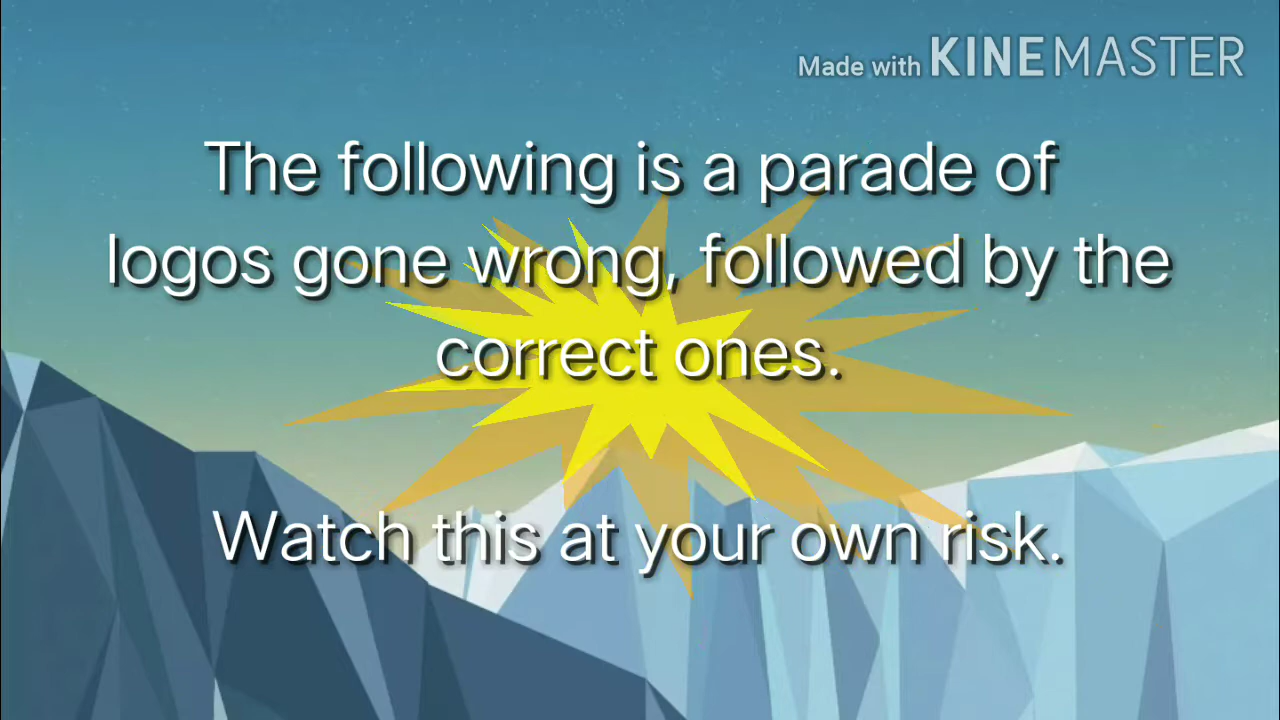 Made with KINEMASTER
The following is a parade of
logos gone wrong, followed by the
correct ones.
Watch this at your own risk.